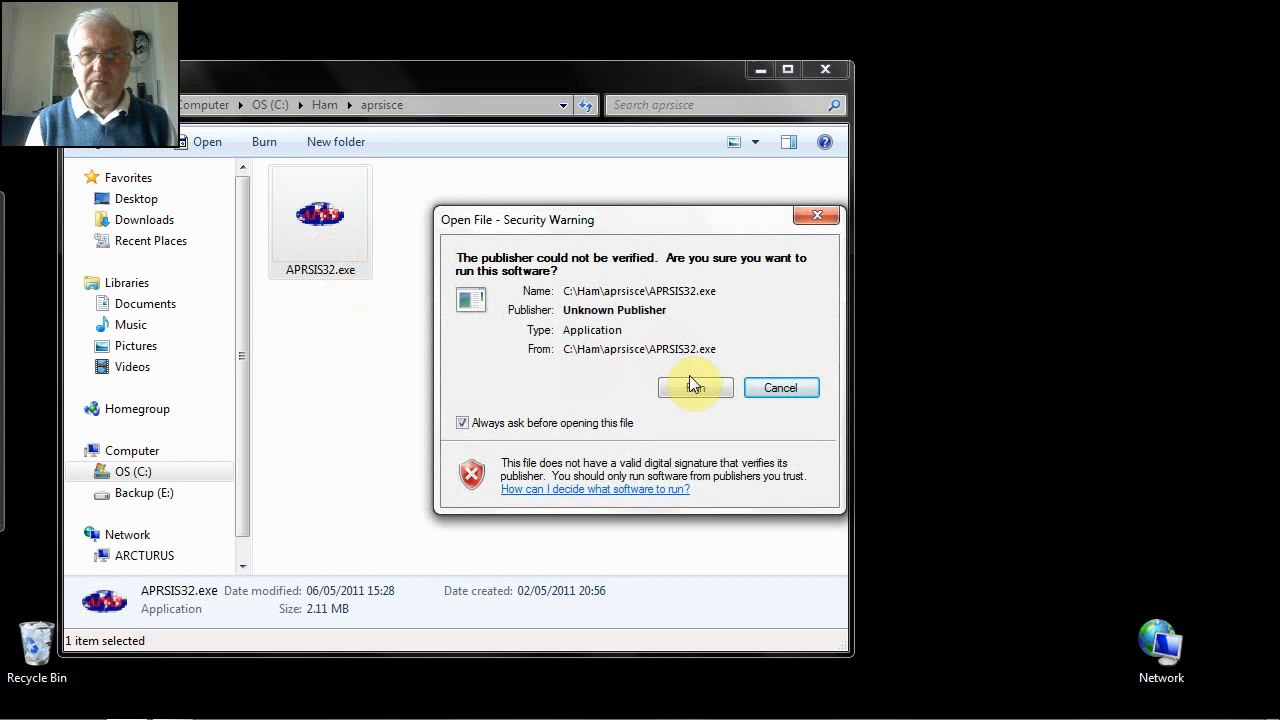 Computer OS (C:) Ham aprsisce
Search aprsisce
Open Burn New folder
Favorites
Desktop
Downloads
Recent Places
Libraries
Documents
Music
Pictures
Videos
Homegroup
Computer
OS (C:)
Backup (E:)
Network
ARCTURUS
APRS
APRSIS32.exe
Open File - Security Warning
The publisher could not be verified. Are you sure you want to
run this software?
Name: C:\Ham\aprsisce\APRSIS32.exe
Publisher: Unknown Publisher
Type: Application
From: C:\Ham\aprsisce\APRSIS32.exe
Cancel
Always ask before opening this file
This file does not have a valid digital signature that verifies its
publisher. You should only run software from publishers you trust.
How can I decide what software to run?
APRS
APRSIS32.exe Date modified: 06/05/2011 15:28 Date created: 02/05/2011 20:56
Application Size: 2.11 MB
1 item selected
Recycle Bin
Network